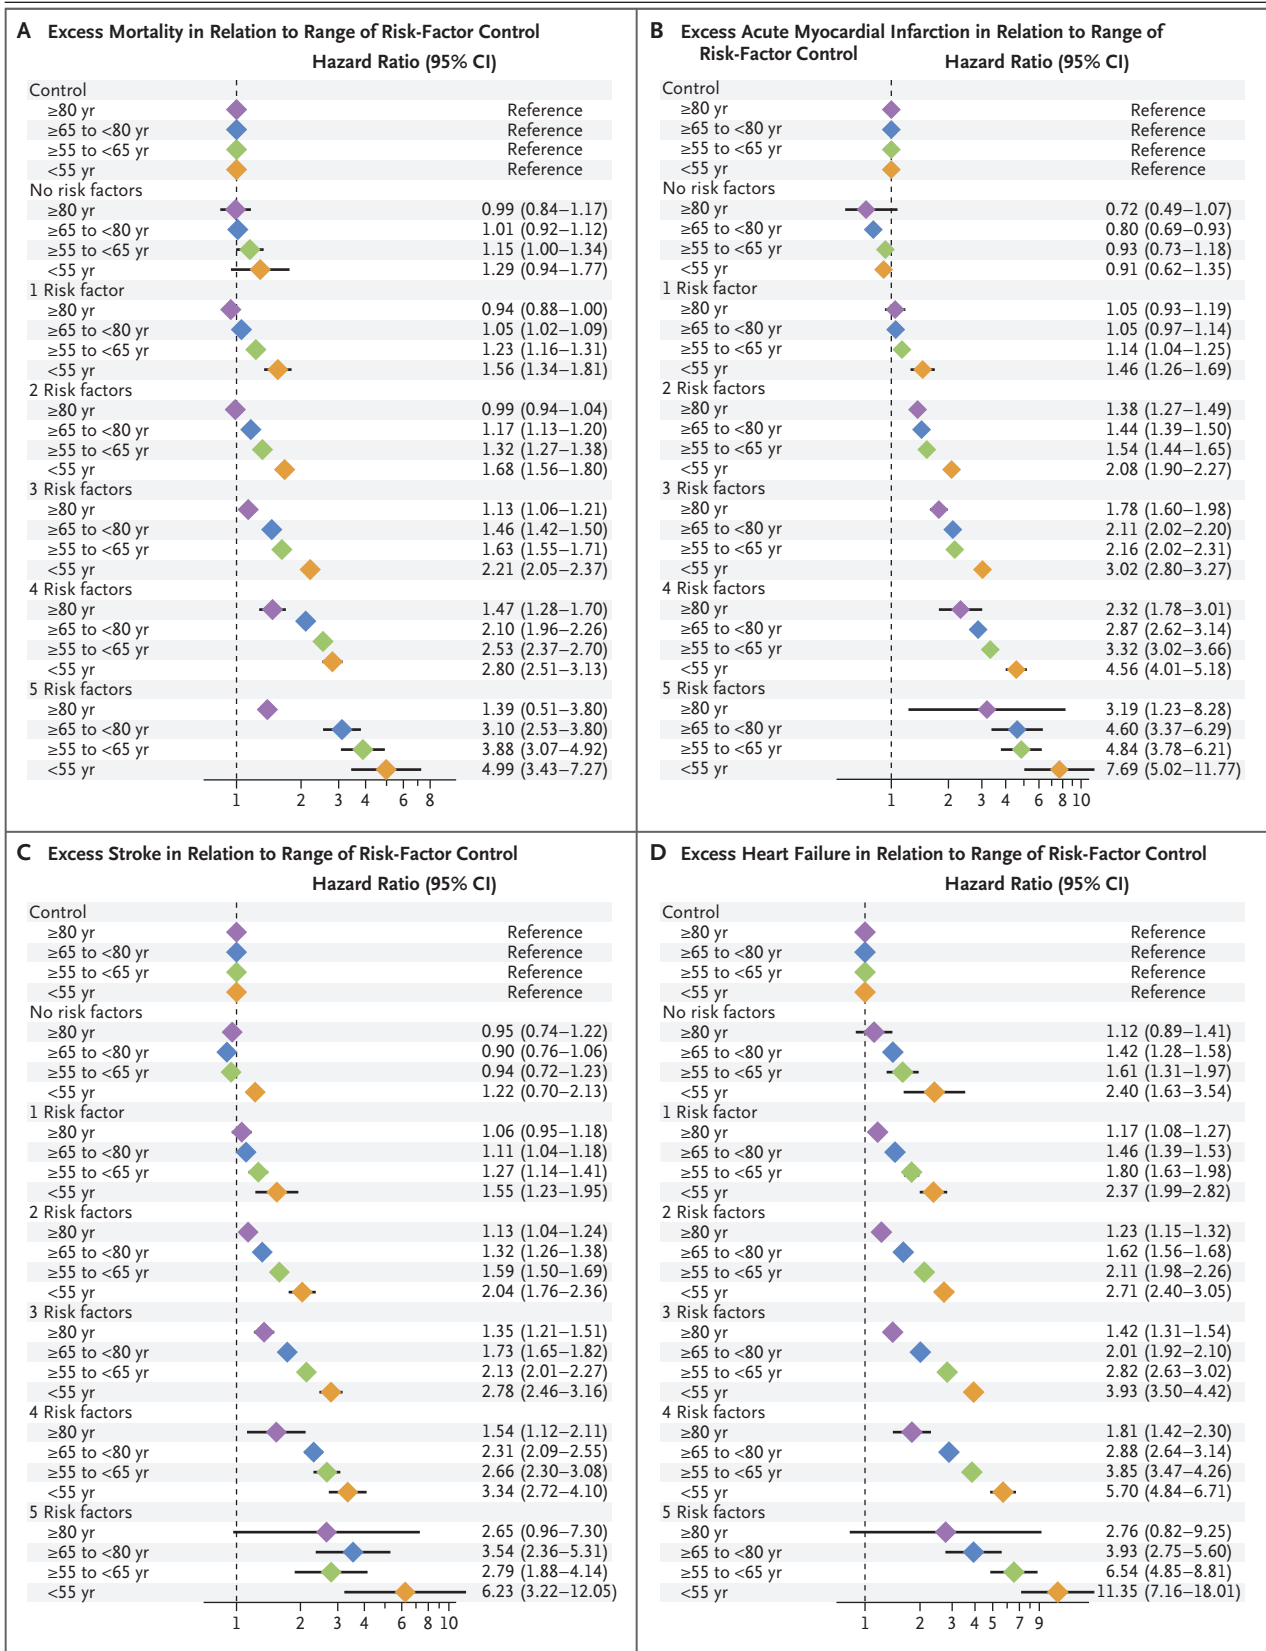 A Excess Mortality in Relation to Range of Risk-Factor Control
Hazard Ratio (95% CI)
Control
≥80 yr Reference
≥65 to <80 yr Reference
≥55 to <65 yr Reference
<55 yr Reference
No risk factors
≥80 yr 0.99 (0.84–1.17)
≥65 to <80 yr 1.01 (0.92–1.12)
≥55 to <65 yr 1.15 (1.00–1.34)
<55 yr 1.29 (0.94–1.77)
1 Risk factor
≥80 yr 0.94 (0.88–1.00)
≥65 to <80 yr 1.05 (1.02–1.09)
≥55 to <65 yr 1.23 (1.16–1.31)
<55 yr 1.56 (1.34–1.81)
2 Risk factors
≥80 yr 0.99 (0.94–1.04)
≥65 to <80 yr 1.17 (1.13–1.20)
≥55 to <65 yr 1.32 (1.27–1.38)
<55 yr 1.68 (1.56–1.80)
3 Risk factors
≥80 yr 1.13 (1.06–1.21)
≥65 to <80 yr 1.46 (1.42–1.50)
≥55 to <65 yr 1.63 (1.55–1.71)
<55 yr 2.21 (2.05–2.37)
4 Risk factors
≥80 yr 1.47 (1.28–1.70)
≥65 to <80 yr 2.10 (1.96–2.26)
≥55 to <65 yr 2.53 (2.37–2.70)
<55 yr 2.80 (2.51–3.13)
5 Risk factors
≥80 yr 1.39 (0.51–3.80)
≥65 to <80 yr 3.10 (2.53–3.80)
≥55 to <65 yr 3.88 (3.07–4.92)
<55 yr 4.99 (3.43–7.27)
1 2 3 4 6 8
B Excess Acute Myocardial Infarction in Relation to Range of
Risk-Factor Control
Hazard Ratio (95% CI)
Control
≥80 yr Reference
≥65 to <80 yr Reference
≥55 to <65 yr Reference
<55 yr Reference
No risk factors
≥80 yr 0.72 (0.49–1.07)
≥65 to <80 yr 0.80 (0.69–0.93)
≥55 to <65 yr 0.93 (0.73–1.18)
<55 yr 0.91 (0.62–1.35)
1 Risk factor
≥80 yr 1.05 (0.93–1.19)
≥65 to <80 yr 1.05 (0.97–1.14)
≥55 to <65 yr 1.14 (1.04–1.25)
<55 yr 1.46 (1.26–1.69)
2 Risk factors
≥80 yr 1.38 (1.27–1.49)
≥65 to <80 yr 1.44 (1.39–1.50)
≥55 to <65 yr 1.54 (1.44–1.65)
<55 yr 2.08 (1.90–2.27)
3 Risk factors
≥80 yr 1.78 (1.60–1.98)
≥65 to <80 yr 2.11 (2.02–2.20)
≥55 to <65 yr 2.16 (2.02–2.31)
<55 yr 3.02 (2.80–3.27)
4 Risk factors
≥80 yr 2.32 (1.78–3.01)
≥65 to <80 yr 2.87 (2.62–3.14)
≥55 to <65 yr 3.32 (3.02–3.66)
<55 yr 4.56 (4.01–5.18)
5 Risk factors
≥80 yr 3.19 (1.23–8.28)
≥65 to <80 yr 4.60 (3.37–6.29)
≥55 to <65 yr 4.84 (3.78–6.21)
<55 yr 7.69 (5.02–11.77)
1 2 3 4 6 8 10
C Excess Stroke in Relation to Range of Risk-Factor Control
Hazard Ratio (95% CI)
Control
≥80 yr Reference
≥65 to <80 yr Reference
≥55 to <65 yr Reference
<55 yr Reference
No risk factors
≥80 yr 0.95 (0.74–1.22)
≥65 to <80 yr 0.90 (0.76–1.06)
≥55 to <65 yr 0.94 (0.72–1.23)
<55 yr 1.22 (0.70–2.13)
1 Risk factor
≥80 yr 1.06 (0.95–1.18)
≥65 to <80 yr 1.11 (1.04–1.18)
≥55 to <65 yr 1.27 (1.14–1.41)
<55 yr 1.55 (1.23–1.95)
2 Risk factors
≥80 yr 1.13 (1.04–1.24)
≥65 to <80 yr 1.32 (1.26–1.38)
≥55 to <65 yr 1.59 (1.50–1.69)
<55 yr 2.04 (1.76–2.36)
3 Risk factors
≥80 yr 1.35 (1.21–1.51)
≥65 to <80 yr 1.73 (1.65–1.82)
≥55 to <65 yr 2.13 (2.01–2.27)
<55 yr 2.78 (2.46–3.16)
4 Risk factors
≥80 yr 1.54 (1.12–2.11)
≥65 to <80 yr 2.31 (2.09–2.55)
≥55 to <65 yr 2.66 (2.30–3.08)
<55 yr 3.34 (2.72–4.10)
5 Risk factors
≥80 yr 2.65 (0.96–7.30)
≥65 to <80 yr 3.54 (2.36–5.31)
≥55 to <65 yr 2.79 (1.88–4.14)
<55 yr 6.23 (3.22–12.05)
1 2 3 4 6 8 10
D Excess Heart Failure in Relation to Range of Risk-Factor Control
Hazard Ratio (95% CI)
Control
≥80 yr Reference
≥65 to <80 yr Reference
≥55 to <65 yr Reference
<55 yr Reference
No risk factors
≥80 yr 1.12 (0.89–1.41)
≥65 to <80 yr 1.42 (1.28–1.58)
≥55 to <65 yr 1.61 (1.31–1.97)
<55 yr 2.40 (1.63–3.54)
1 Risk factor
≥80 yr 1.17 (1.08–1.27)
≥65 to <80 yr 1.46 (1.39–1.53)
≥55 to <65 yr 1.80 (1.63–1.98)
<55 yr 2.37 (1.99–2.82)
2 Risk factors
≥80 yr 1.23 (1.15–1.32)
≥65 to <80 yr 1.62 (1.56–1.68)
≥55 to <65 yr 2.11 (1.98–2.26)
<55 yr 2.71 (2.40–3.05)
3 Risk factors
≥80 yr 1.42 (1.31–1.54)
≥65 to <80 yr 2.01 (1.92–2.10)
≥55 to <65 yr 2.82 (2.63–3.02)
<55 yr 3.93 (3.50–4.42)
4 Risk factors
≥80 yr 1.81 (1.42–2.30)
≥65 to <80 yr 2.88 (2.64–3.14)
≥55 to <65 yr 3.85 (3.47–4.26)
<55 yr 5.70 (4.84–6.71)
5 Risk factors
≥80 yr 2.76 (0.82–9.25)
≥65 to <80 yr 3.93 (2.75–5.60)
≥55 to <65 yr 6.54 (4.85–8.81)
<55 yr 11.35 (7.16–18.01)
1 2 3 4 5 7 9